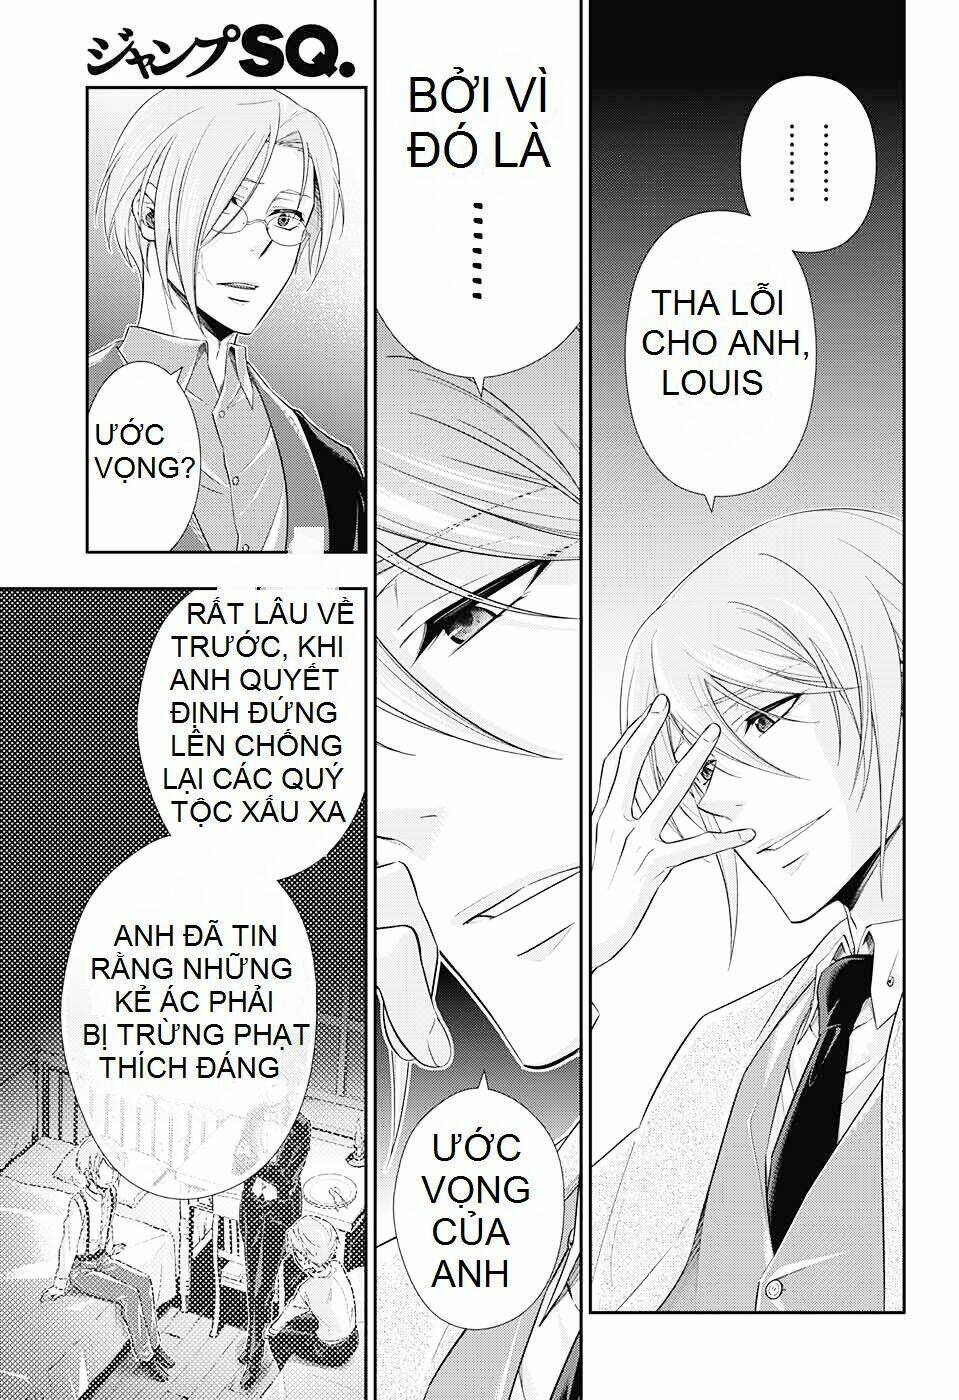 ジャンプSQ.
⋯⋯⋯
⋯⋯⋯
THA LỖI
CHO ANH,
LOUIS
BỞI VÌ
ĐÓ LÀ
⋯⋯⋯
ƯỚC
VỌNG
CỦA
ANH
ƯỚC
VỌNG?
RẤT LÂU VỀ
TRƯỚC, KHI
ANH QUYẾT
ĐỊNH ĐỨNG
LÊN CHỐNG
LẠI CÁC QUÝ
TỘC XẤU XA
ANH ĐÃ TIN
RẰNG NHỮNG
KẺ ÁC PHẢI
BỊ TRỪNG PHẠT
THÍCH ĐÁNG